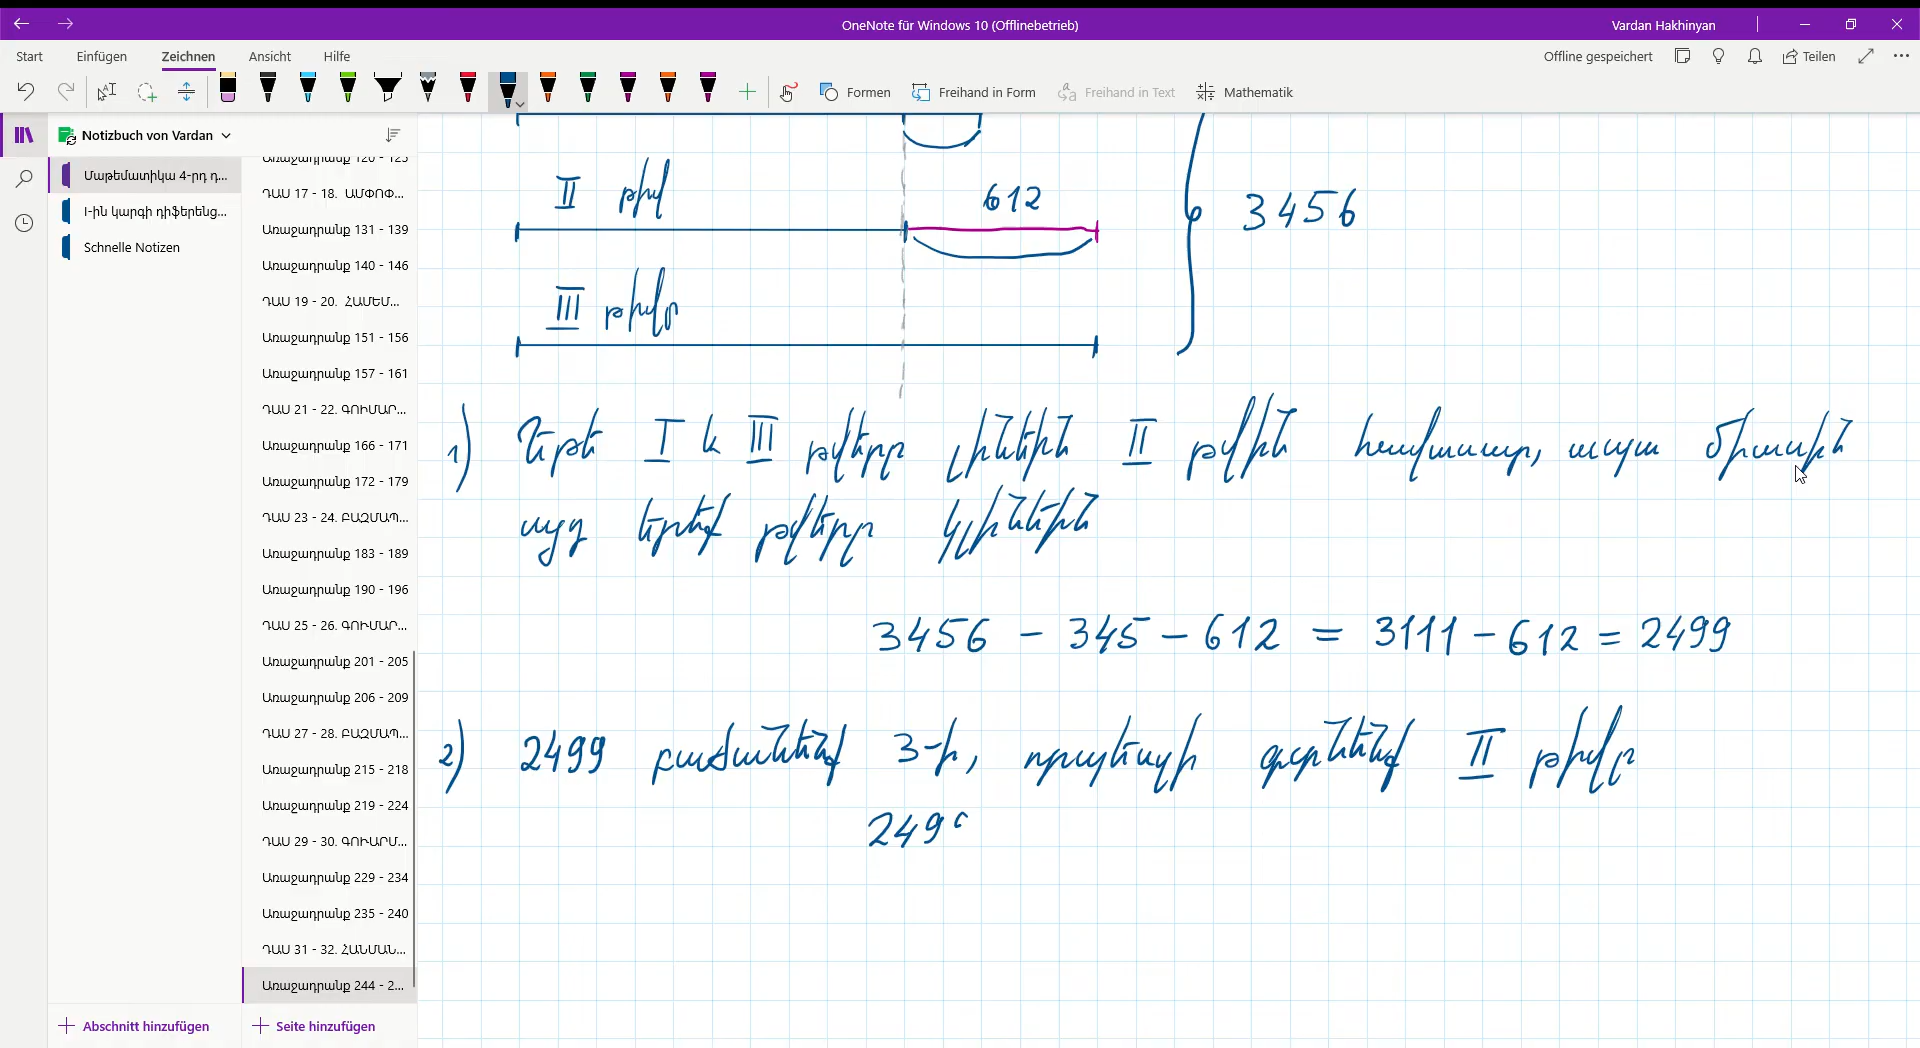 OneNote für Windows 10 (Offlinebetrieb)
Vardan Hakhinyan
Start Einfügen Zeichnen Ansicht Hilfe
Offline gespeichert Teilen
Formen Freihand in Form Freihand in Text Mathematik
Notizbuch von Vardan
Մաթեմատիկա 4-րդ դ...
I-ին կարգի դիֆերենց...
Schnelle Notizen
Abschnitt hinzufügen
Առաջադրանք 120 - 125
ԴԱՍ 17 - 18. ԱՄՓՈՓ...
Առաջադրանք 131 - 139
Առաջադրանք 140 - 146
ԴԱՍ 19 - 20. ՀԱՄԵՄ...
Առաջադրանք 151 - 156
Առաջադրանք 157 - 161
ԴԱՍ 21 - 22. ԳՈՒՄԱՐ...
Առաջադրանք 166 - 171
Առաջադրանք 172 - 179
ԴԱՍ 23 - 24. ԲԱԶՄԱՊ...
Առաջադրանք 183 - 189
Առաջադրանք 190 - 196
ԴԱՍ 25 - 26. ԳՈՒՄԱՐ...
Առաջադրանք 201 - 205
Առաջադրանք 206 - 209
ԴԱՍ 27 - 28. ԲԱԶՄԱՊ...
Առաջադրանք 215 - 218
Առաջադրանք 219 - 224
ԴԱՍ 29 - 30. ԳՈՒԱՐՄ...
Առաջադրանք 229 - 234
Առաջադրանք 235 - 240
ԴԱՍ 31 - 32. ՀԱՆՄԱՆ...
Առաջադրանք 244 - 2...
Seite hinzufügen
II թիվ 612
3456
III թիվը
1) Եթե I և III թվերը լինեին II թվին հավասար, ապա միասին
այդ երեք թվերը կլինեին
3456 - 345 - 612 = 3111 - 612 = 2499
2) 2499 բաժանենք 3-ի, որպեսզի գտնենք II թիվը
249